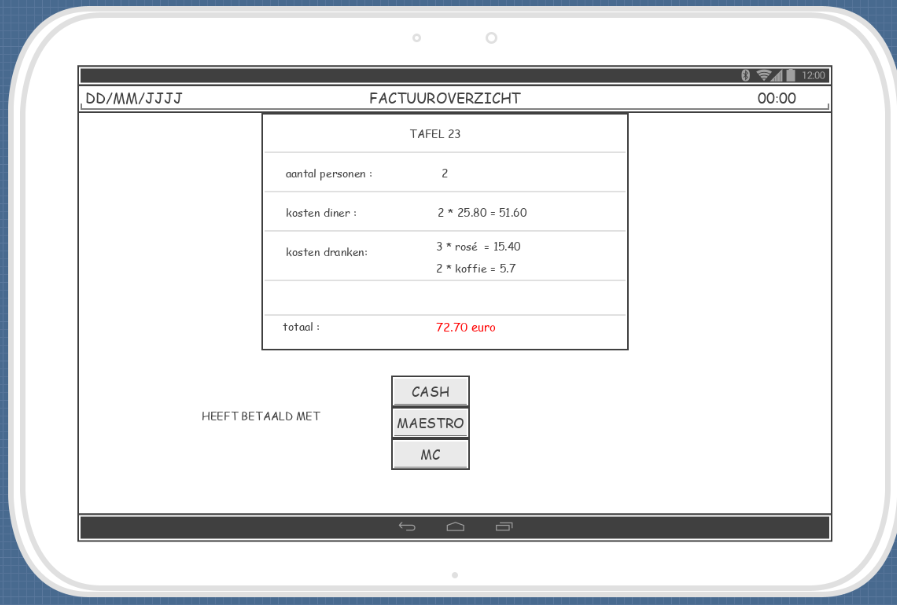 12:00
DD/MM/JJJJ FACTUUROVERZICHT 00:00
TAFEL 23
aantal personen : 2
kosten diner : 2 * 25.80 = 51.60
kosten dranken: 3 * rosé = 15.40
2 * koffie = 5.7
totaal : 72.70 euro
CASH
HEEFT BETAALD MET
MAESTRO
MC